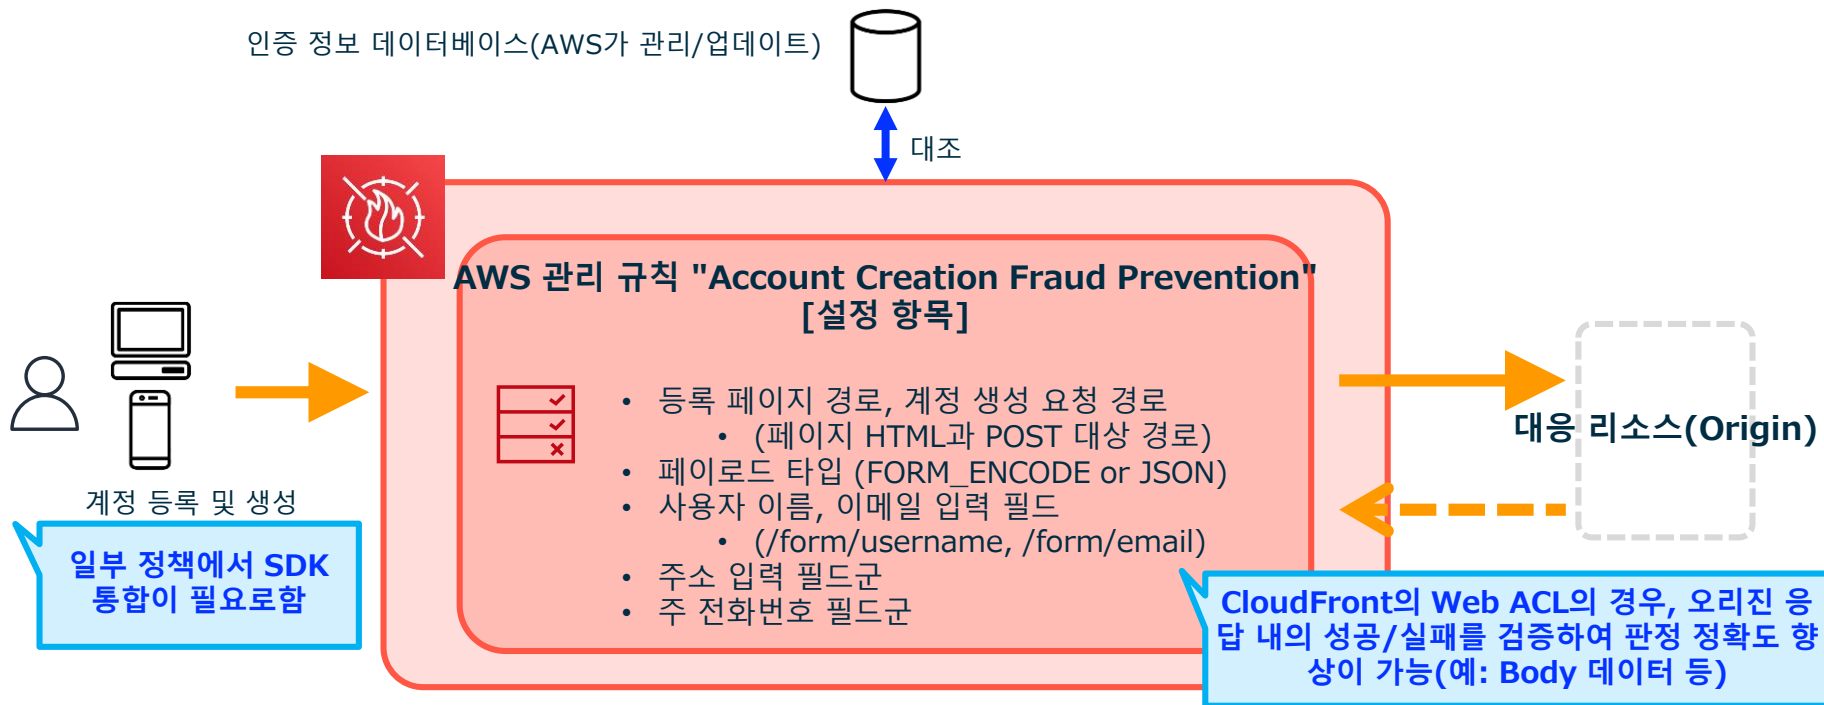 인증 정보 데이터베이스(AWS가 관리/업데이트)
대조
AWS 관리 규칙 "Account Creation Fraud Prevention"
[설정 항목]
• 등록 페이지 경로, 계정 생성 요청 경로
• (페이지 HTML과 POST 대상 경로)
• 페이로드 타입 (FORM_ENCODE or JSON)
• 사용자 이름, 이메일 입력 필드
• (/form/username, /form/email)
• 주소 입력 필드군
• 주 전화번호 필드군
계정 등록 및 생성
일부 정책에서 SDK
통합이 필요로함
대응 리소스(Origin)
CloudFront의 Web ACL의 경우, 오리진 응
답 내의 성공/실패를 검증하여 판정 정확도 향
상이 가능(예: Body 데이터 등)